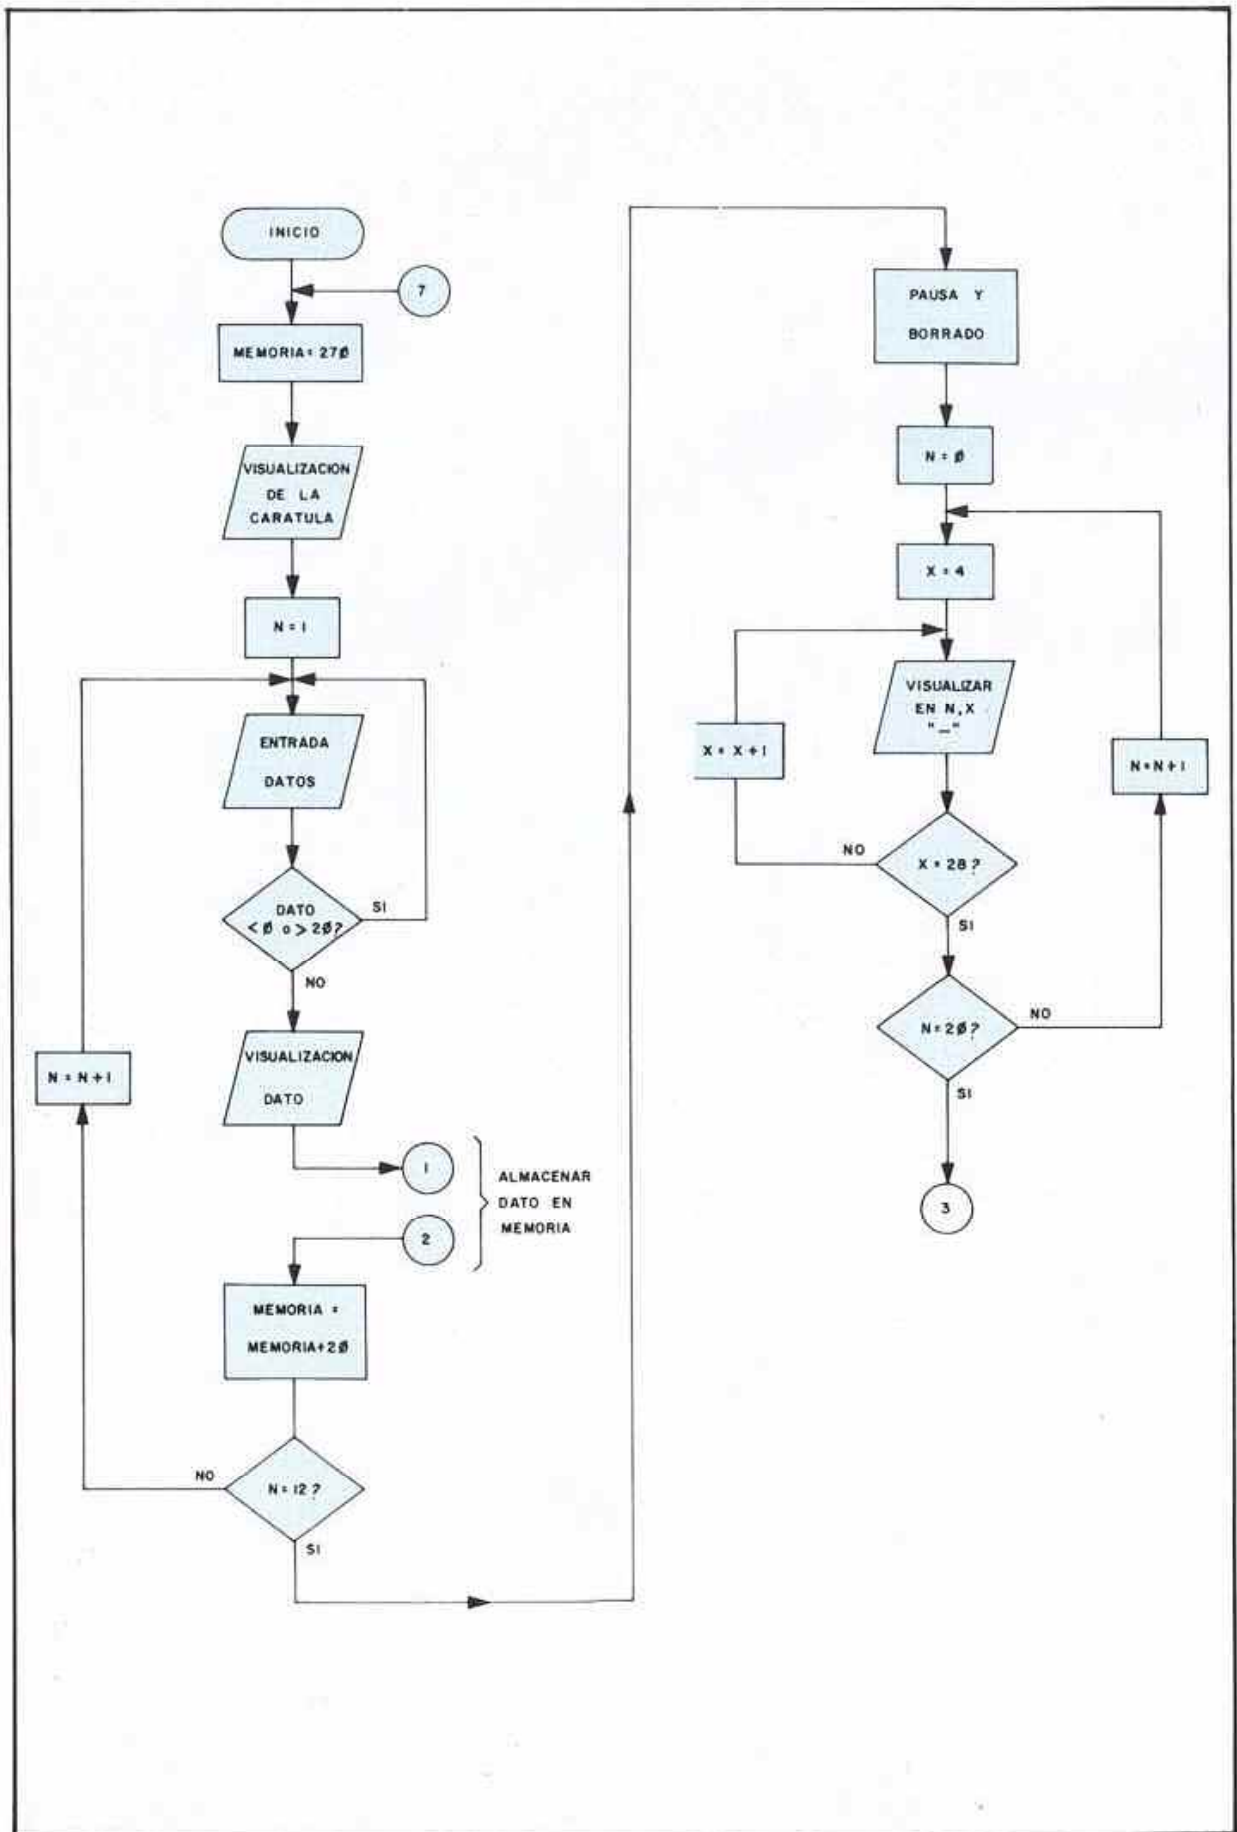 INICIO
7
MEMORIA = 27Ø
VISUALIZACION
DE LA
CARATULA
N = 1
ENTRADA
DATOS
DATO
< Ø o > 2Ø?
SI
NO
VISUALIZACION
DATO
N = N + 1
1
ALMACENAR
DATO EN
MEMORIA
2
MEMORIA =
MEMORIA + 2Ø
NO
N = 12?
SI
PAUSA Y
BORRADO
N = Ø
X = 4
VISUALIZAR
EN N, X
"_"
X = X + 1
N = N + 1
NO
X = 28?
SI
NO
N = 2Ø?
SI
3